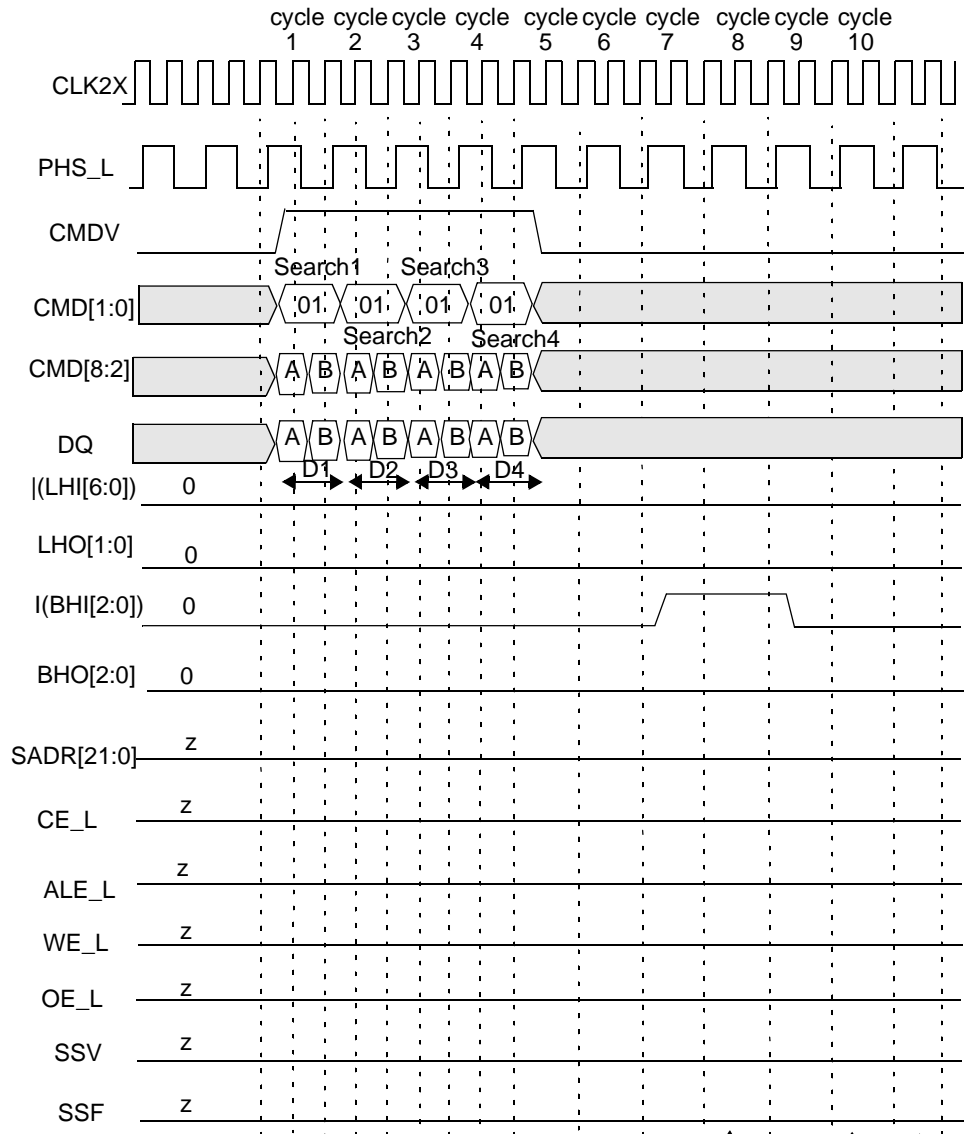 cycle cycle cycle cycle cycle cycle cycle cycle cycle cycle
1 2 3 4 5 6 7 8 9 10
CLK2X
PHS_L
CMDV
Search1 Search3
CMD[1:0] 01 01 01 01
Search2 Search4
CMD[8:2] A B A B A B A B
DQ A B A B A B A B
D1 D2 D3 D4
|(LHI[6:0]) 0
LHO[1:0] 0
I(BHI[2:0]) 0
BHO[2:0] 0
SADR[21:0] z
CE_L z
ALE_L z
WE_L z
OE_L z
SSV z
SSF z